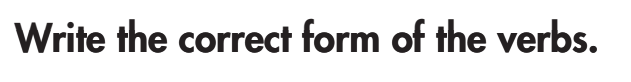 Write the correct form of the verbs.